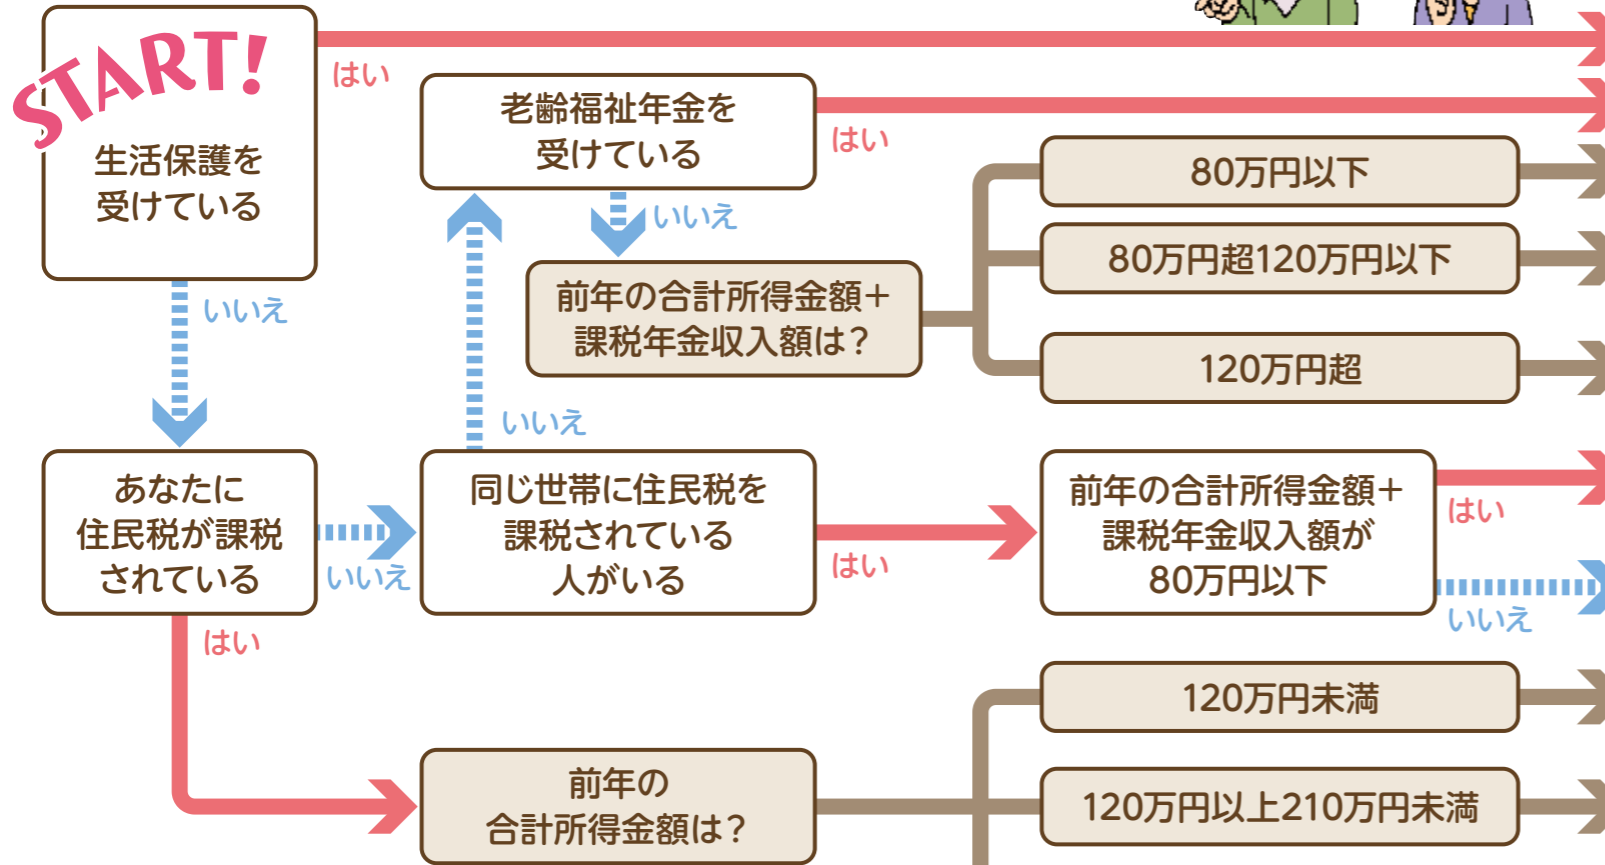 START!
生活保護を
受けている
はい
いいえ
老齢福祉年金を
受けている
はい
いいえ
前年の合計所得金額+
課税年金収入額は?
80万円以下
80万円超120万円以下
120万円超
あなたに
住民税が課税
されている
いいえ
はい
同じ世帯に住民税を
課税されている
人がいる
いいえ
はい
前年の合計所得金額+
課税年金収入額が
80万円以下
はい
いいえ
前年の
合計所得金額は?
120万円未満
120万円以上210万円未満